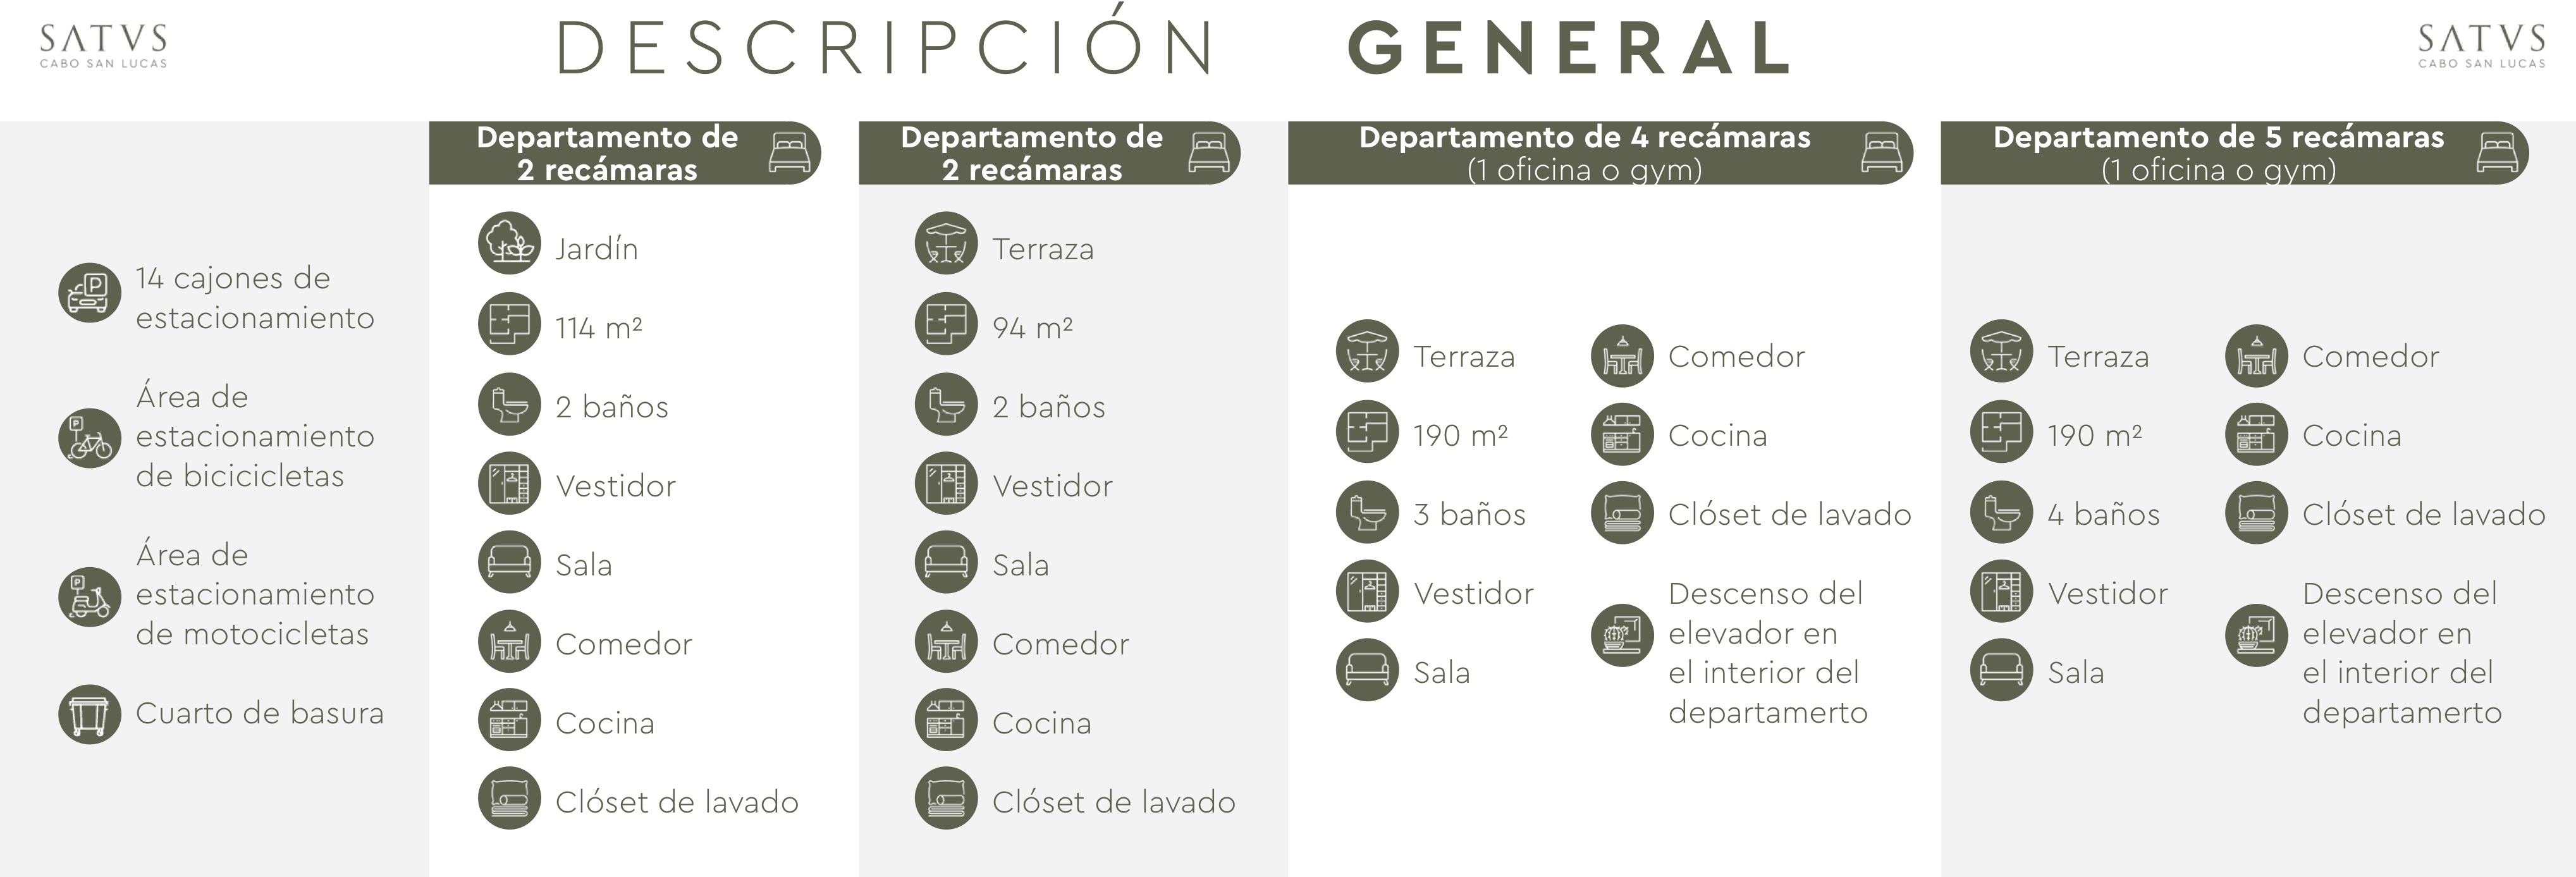 SATVS
CABO SAN LUCAS
DESCRIPCIÓN GENERAL
SATVS
CABO SAN LUCAS
14 cajones de
estacionamiento
Área de
estacionamiento
de bicicicletas
Área de
estacionamiento
de motocicletas
Cuarto de basura
Departamento de
2 recámaras
Jardín
114 m²
2 baños
Vestidor
Sala
Comedor
Cocina
Clóset de lavado
Departamento de
2 recámaras
Terraza
94 m²
2 baños
Vestidor
Sala
Comedor
Cocina
Clóset de lavado
Departamento de 4 recámaras
(1 oficina o gym)
Terraza
190 m²
3 baños
Vestidor
Sala
Comedor
Cocina
Clóset de lavado
Descenso del
elevador en
el interior del
departamerto
Departamento de 5 recámaras
(1 oficina o gym)
Terraza
190 m²
4 baños
Vestidor
Sala
Comedor
Cocina
Clóset de lavado
Descenso del
elevador en
el interior del
departamerto